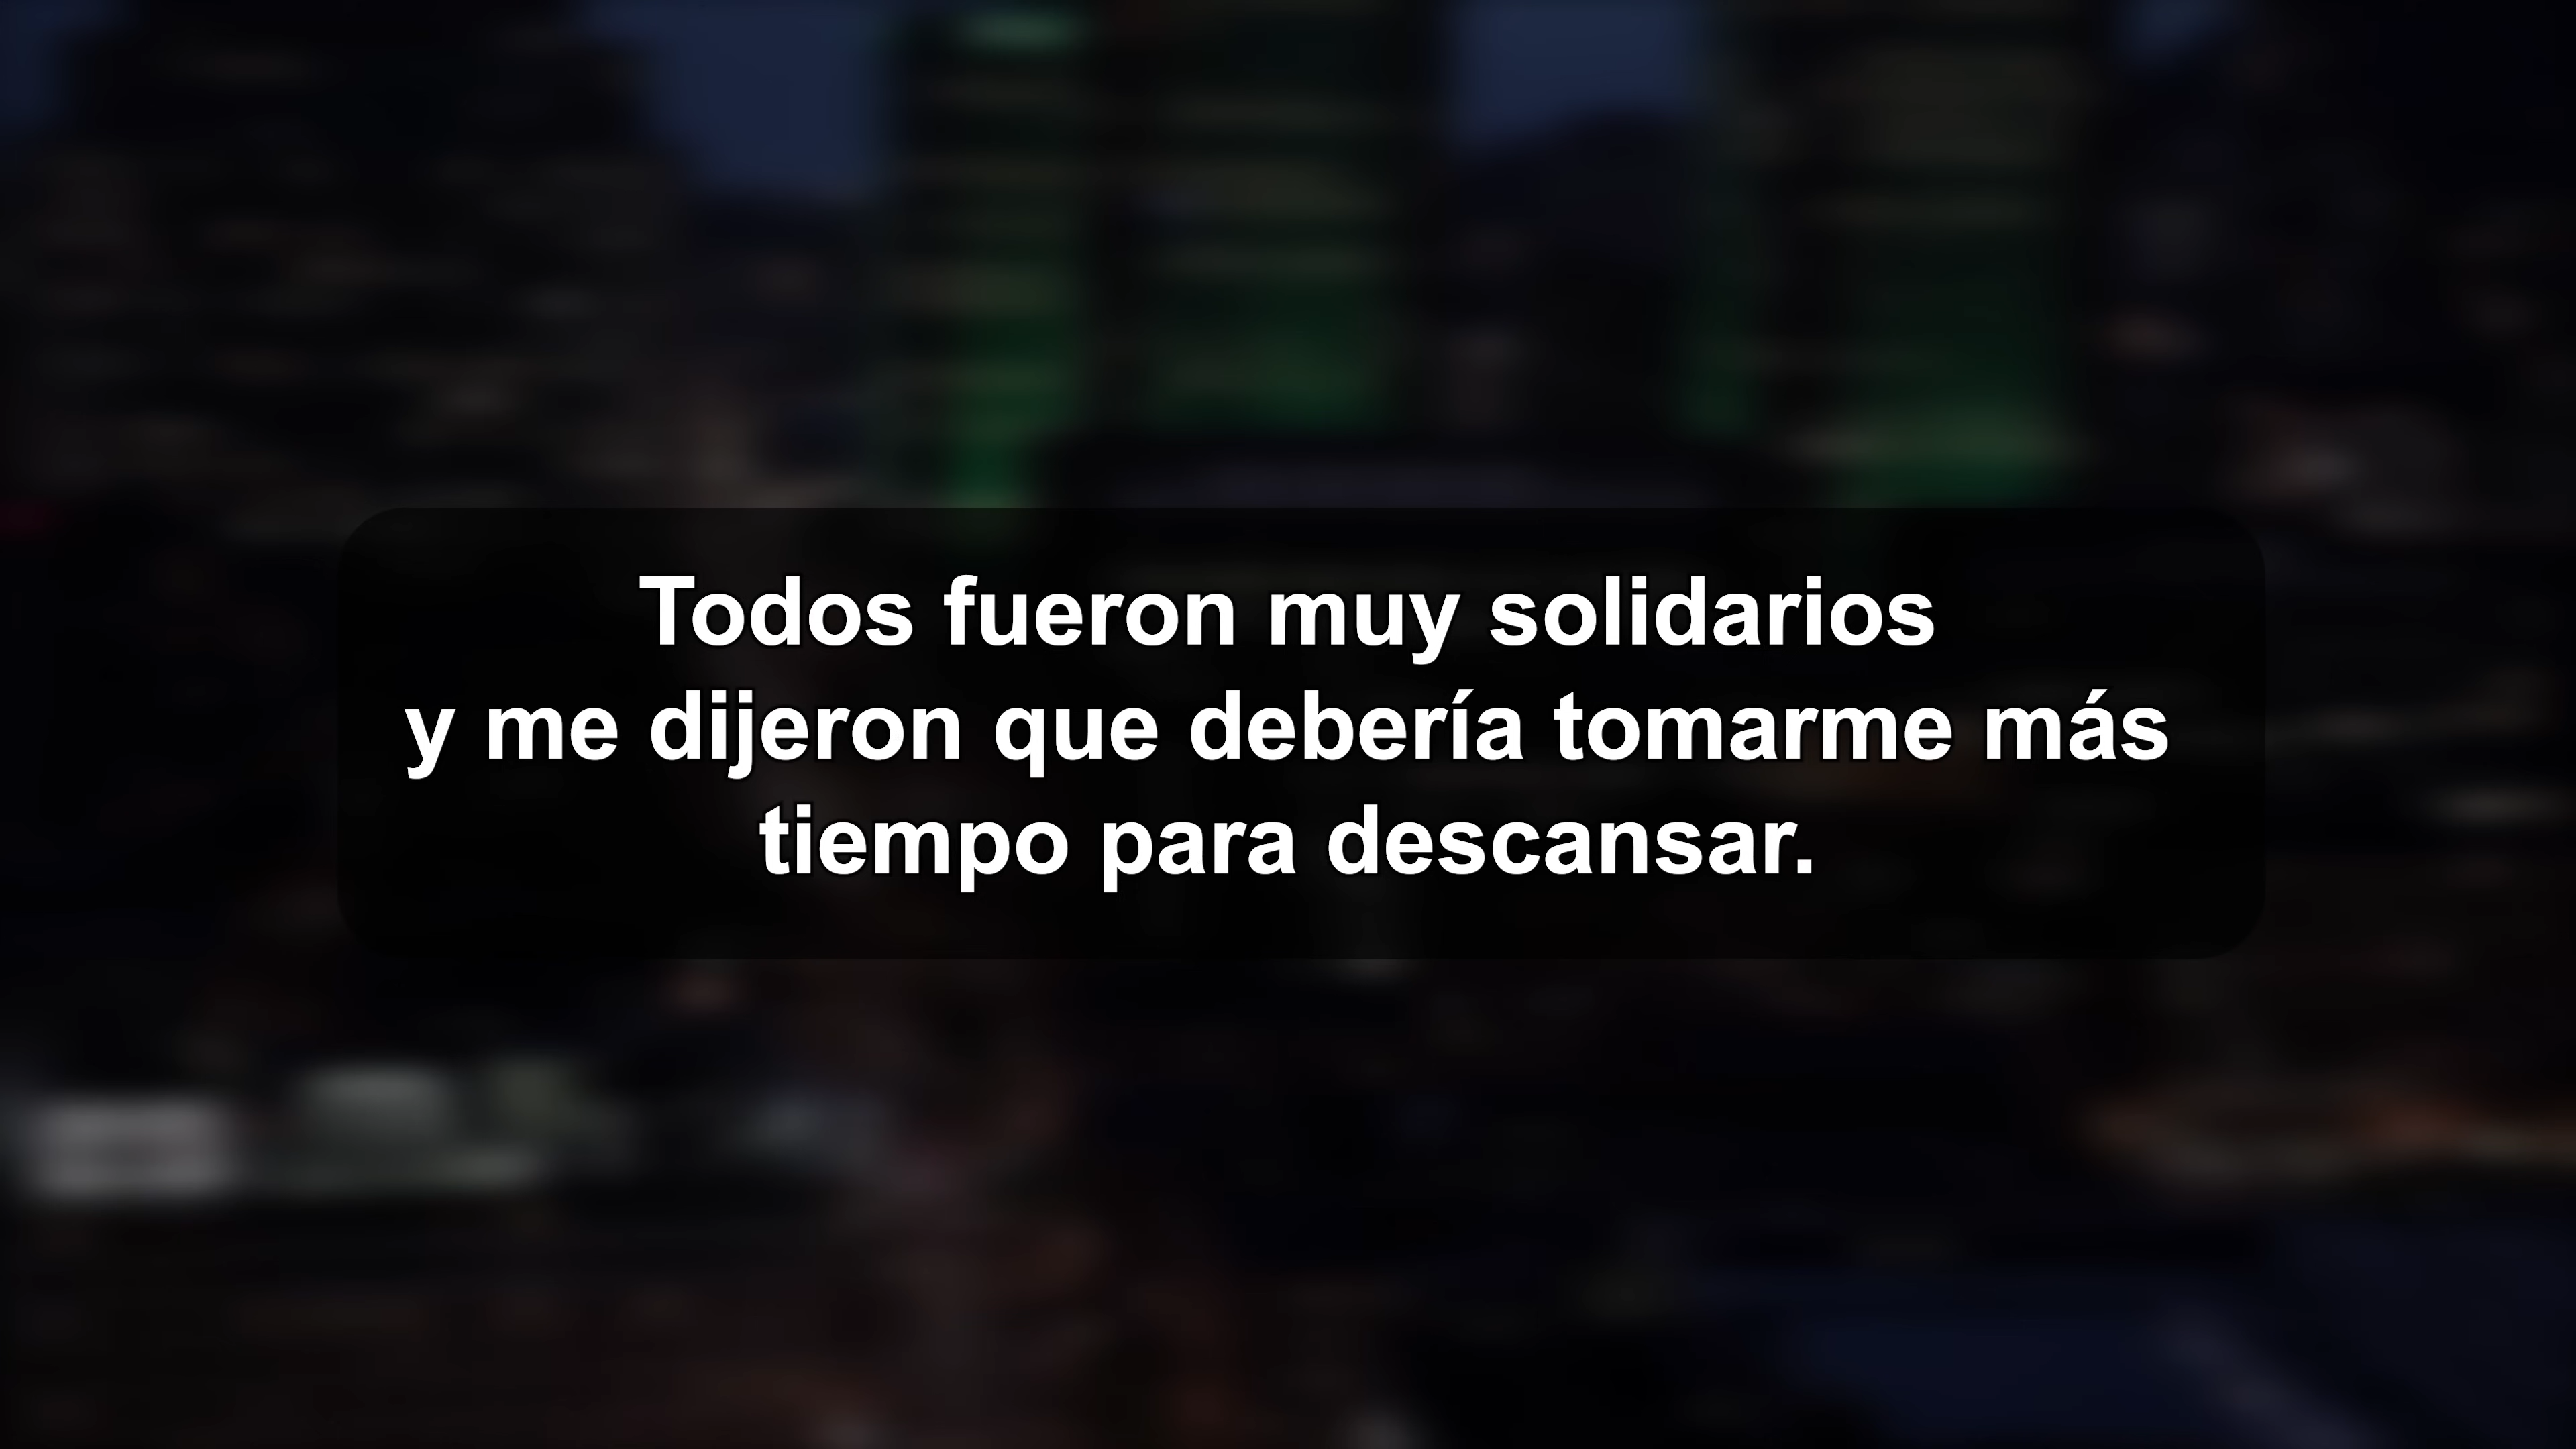 Todos fueron muy solidarios
y me dijeron que debería tomarme más
tiempo para descansar.